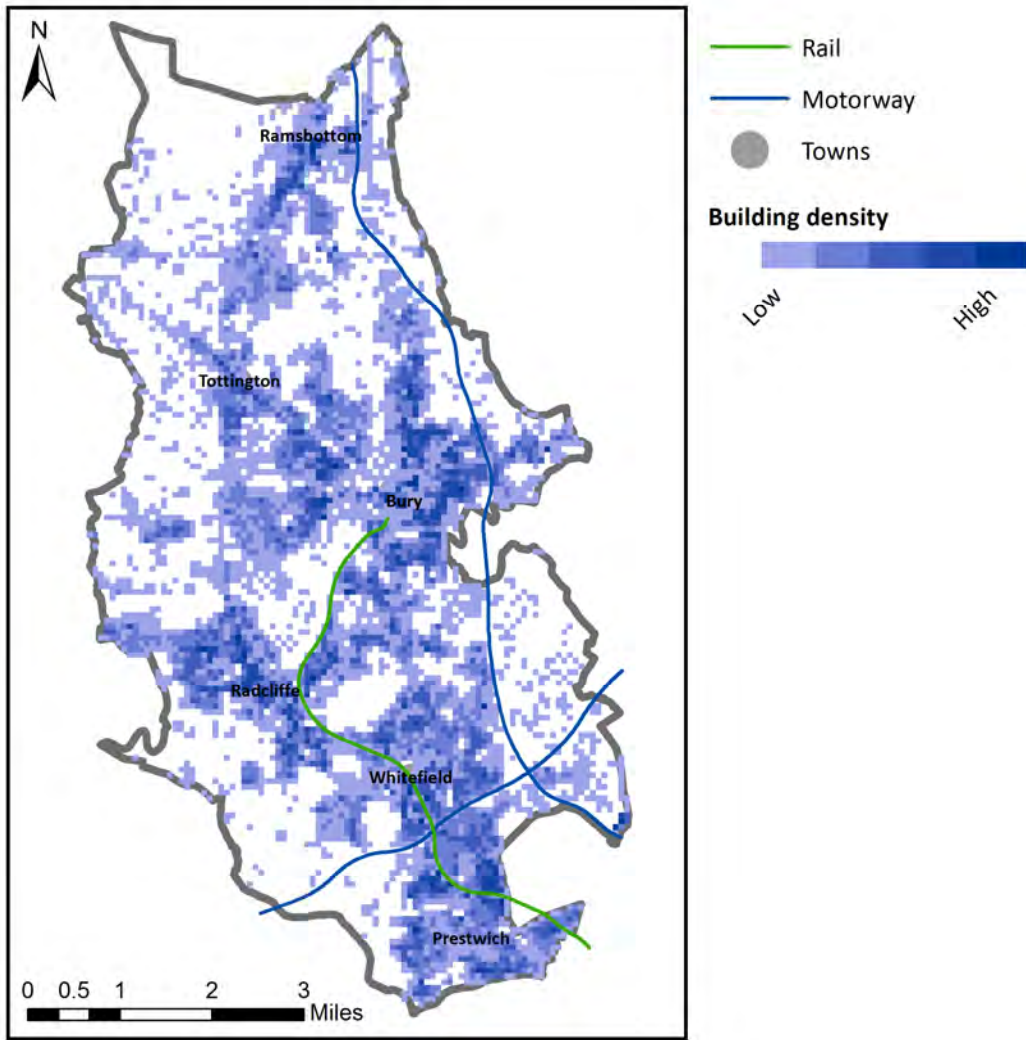 N
Ramsbottom
Tottington
Bury
Radcliffe
Whitefield
Prestwich
0 0.5 1 2 3
Miles
Rail
Motorway
Towns
Building density
Low High